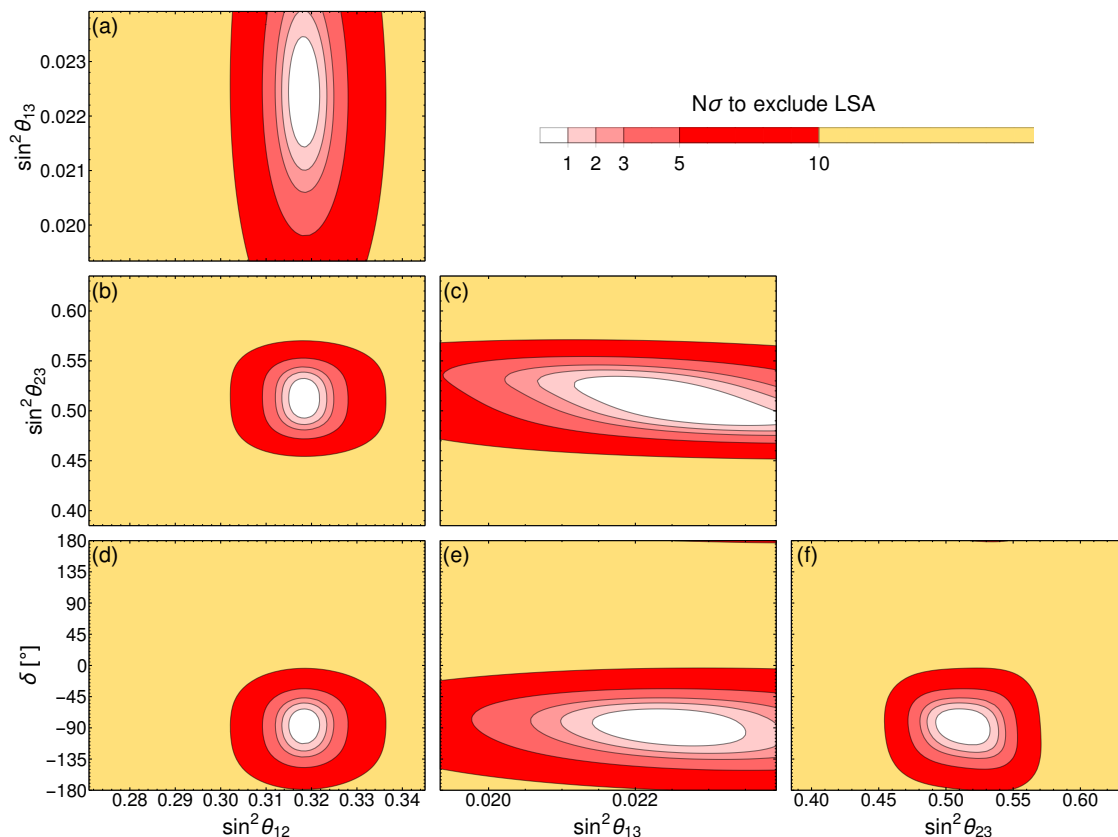 (a)
0.023
0.022
0.021
0.020
sin²θ₁₃
Nσ to exclude LSA
1 2 3 5 10
(b)
(c)
0.60
0.55
0.50
0.45
0.40
sin²θ₂₃
(d)
(e)
(f)
180
135
90
45
0
−45
−90
−135
−180
δ [°]
0.28 0.29 0.30 0.31 0.32 0.33 0.34
0.020 0.022
0.40 0.45 0.50 0.55 0.60
sin²θ₁₂
sin²θ₁₃
sin²θ₂₃